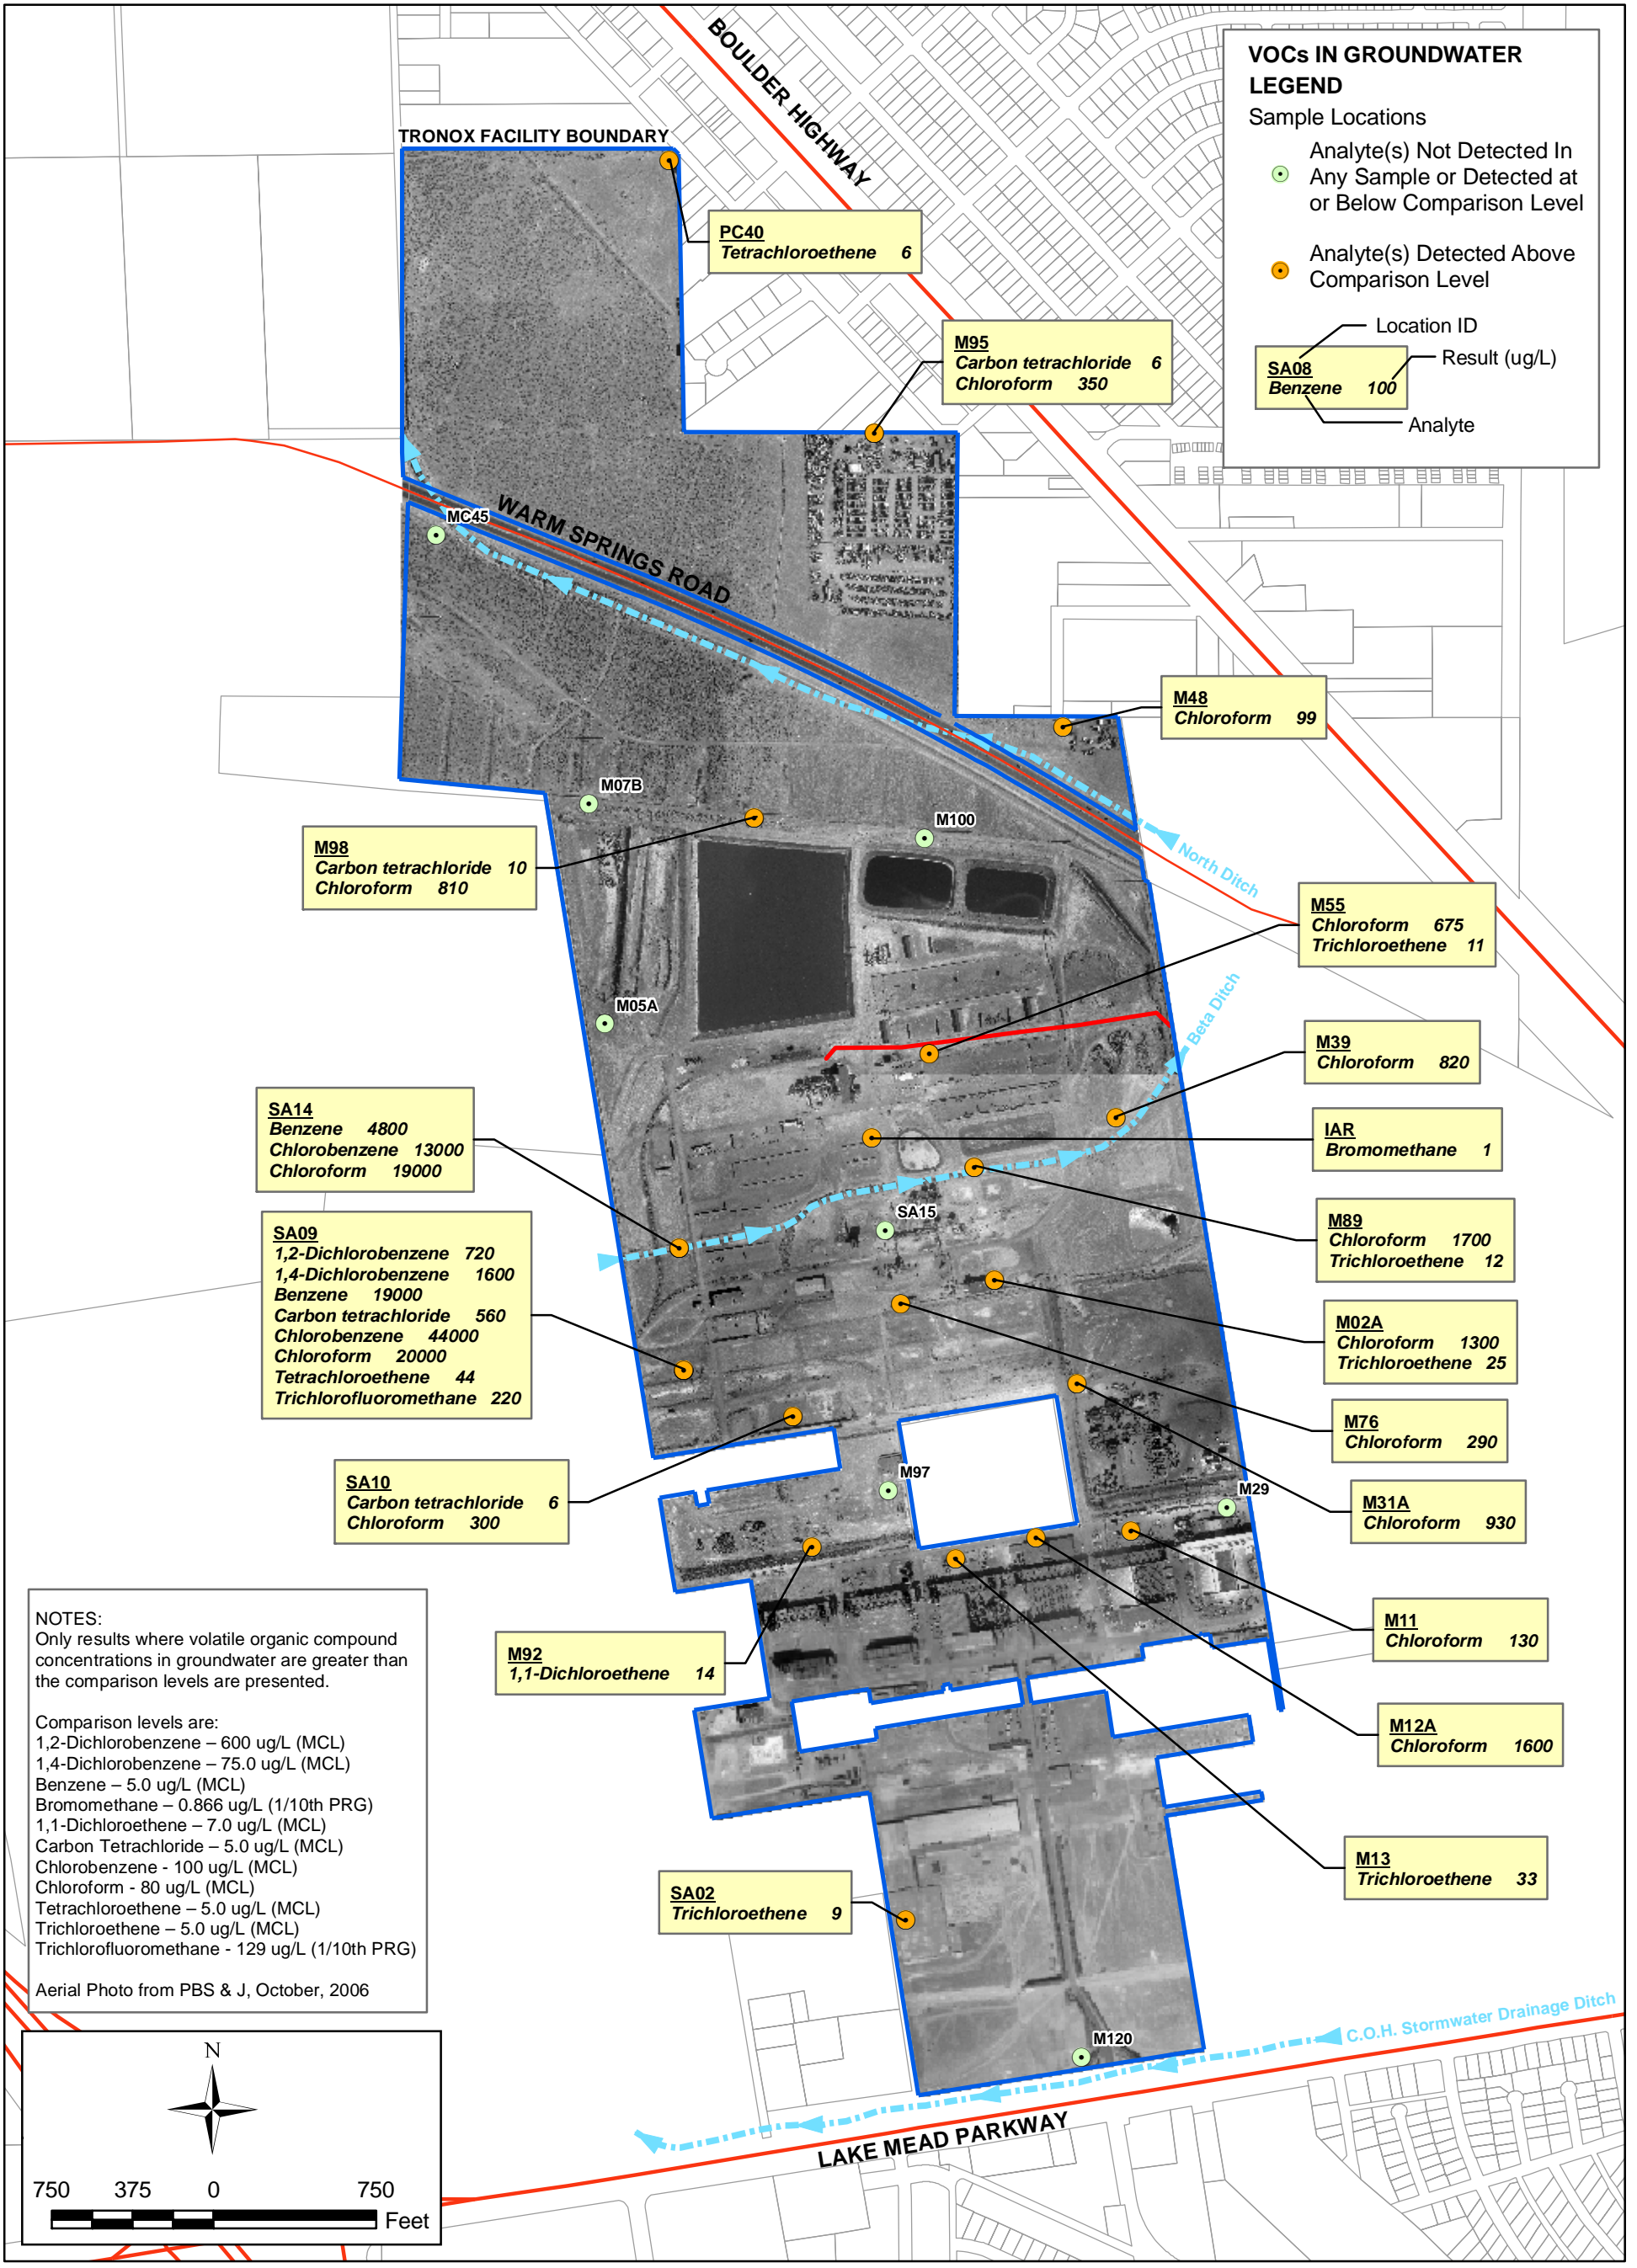 BOULDER HIGHWAY
TRONOX FACILITY BOUNDARY
VOCs IN GROUNDWATER
LEGEND
Sample Locations
Analyte(s) Not Detected In
Any Sample or Detected at
or Below Comparison Level
Analyte(s) Detected Above
Comparison Level
Location ID
Result (ug/L)
SA08
Benzene 100
Analyte
PC40
Tetrachloroethene 6
M95
Carbon tetrachloride 6
Chloroform 350
MC45
WARM SPRINGS ROAD
M48
Chloroform 99
M07B
M100
North Ditch
M98
Carbon tetrachloride 10
Chloroform 810
M55
Chloroform 675
Trichloroethene 11
M05A
Beta Ditch
M39
Chloroform 820
SA14
Benzene 4800
Chlorobenzene 13000
Chloroform 19000
IAR
Bromomethane 1
SA15
M89
Chloroform 1700
Trichloroethene 12
SA09
1,2-Dichlorobenzene 720
1,4-Dichlorobenzene 1600
Benzene 19000
Carbon tetrachloride 560
Chlorobenzene 44000
Chloroform 20000
Tetrachloroethene 44
Trichlorofluoromethane 220
M02A
Chloroform 1300
Trichloroethene 25
M76
Chloroform 290
SA10
Carbon tetrachloride 6
Chloroform 300
M97
M29
M31A
Chloroform 930
M11
Chloroform 130
M92
1,1-Dichloroethene 14
M12A
Chloroform 1600
M13
Trichloroethene 33
SA02
Trichloroethene 9
NOTES:
Only results where volatile organic compound
concentrations in groundwater are greater than
the comparison levels are presented.
Comparison levels are:
1,2-Dichlorobenzene – 600 ug/L (MCL)
1,4-Dichlorobenzene – 75.0 ug/L (MCL)
Benzene – 5.0 ug/L (MCL)
Bromomethane – 0.866 ug/L (1/10th PRG)
1,1-Dichloroethene – 7.0 ug/L (MCL)
Carbon Tetrachloride – 5.0 ug/L (MCL)
Chlorobenzene - 100 ug/L (MCL)
Chloroform - 80 ug/L (MCL)
Tetrachloroethene – 5.0 ug/L (MCL)
Trichloroethene – 5.0 ug/L (MCL)
Trichlorofluoromethane - 129 ug/L (1/10th PRG)
Aerial Photo from PBS & J, October, 2006
M120
C.O.H. Stormwater Drainage Ditch
LAKE MEAD PARKWAY
N
750 375 0 750
Feet